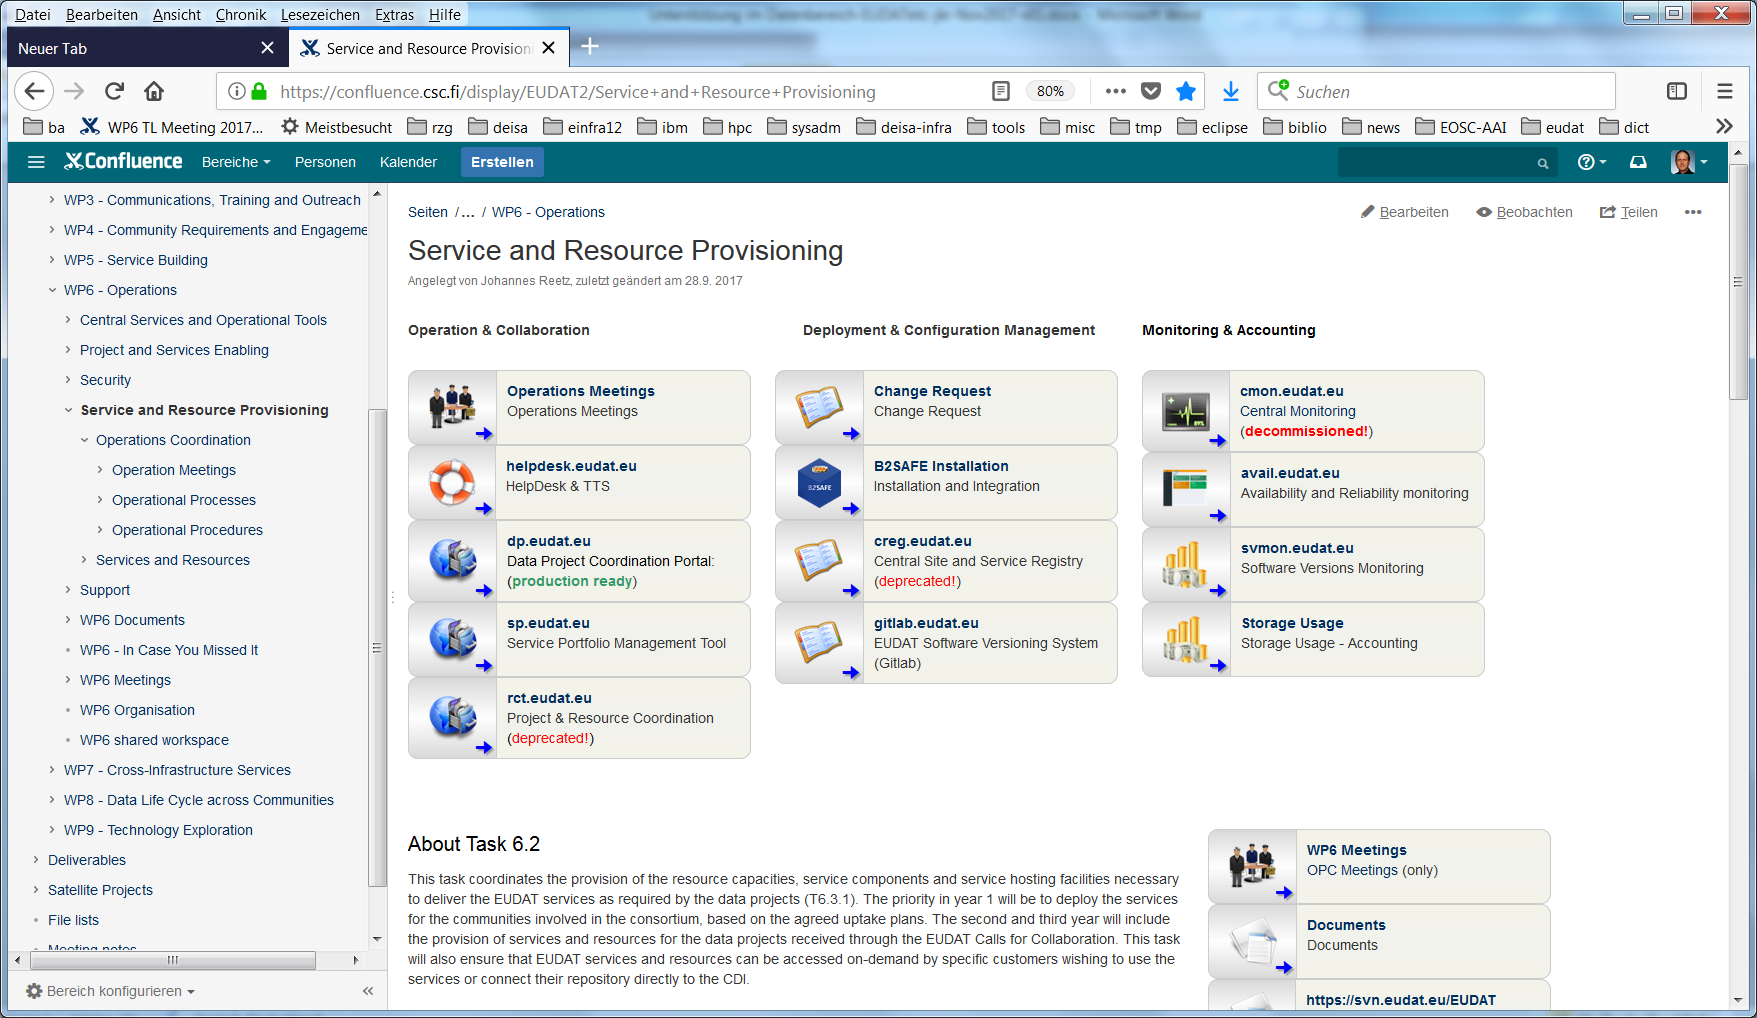 Datei Bearbeiten Ansicht Chronik Lesezeichen Extras Hilfe
Neuer Tab
Service and Resource Provision
https://confluence.csc.fi/display/EUDAT2/Service+and+Resource+Provisioning
80%
Suchen
ba WP6 TL Meeting 2017... Meistbesucht rzg deisa einfra12 ibm hpc sysadm deisa-infra tools misc tmp eclipse biblio news EOSC-AAI eudat dict
Confluence Bereiche Personen Kalender Erstellen
WP3 - Communications, Training and Outreach
WP4 - Community Requirements and Engageme
WP5 - Service Building
WP6 - Operations
Central Services and Operational Tools
Project and Services Enabling
Security
Service and Resource Provisioning
Operations Coordination
Operation Meetings
Operational Processes
Operational Procedures
Services and Resources
Support
WP6 Documents
WP6 - In Case You Missed It
WP6 Meetings
WP6 Organisation
WP6 shared workspace
WP7 - Cross-Infrastructure Services
WP8 - Data Life Cycle across Communities
WP9 - Technology Exploration
Deliverables
Satellite Projects
File lists
Meeting notes
Bereich konfigurieren
Seiten /... / WP6 - Operations
Bearbeiten Beobachten Teilen
Service and Resource Provisioning
Angelegt von Johannes Reetz, zuletzt geändert am 28.9. 2017
Operation & Collaboration
Operations Meetings
Operations Meetings
helpdesk.eudat.eu
HelpDesk & TTS
dp.eudat.eu
Data Project Coordination Portal:
(production ready)
sp.eudat.eu
Service Portfolio Management Tool
rct.eudat.eu
Project & Resource Coordination
(deprecated!)
Deployment & Configuration Management
Change Request
Change Request
B2SAFE
B2SAFE Installation
Installation and Integration
creg.eudat.eu
Central Site and Service Registry
(deprecated!)
gitlab.eudat.eu
EUDAT Software Versioning System
(Gitlab)
Monitoring & Accounting
cmon.eudat.eu
Central Monitoring
(decommissioned!)
avail.eudat.eu
Availability and Reliability monitoring
svmon.eudat.eu
Software Versions Monitoring
Storage Usage
Storage Usage - Accounting
About Task 6.2
This task coordinates the provision of the resource capacities, service components and service hosting facilities necessary
to deliver the EUDAT services as required by the data projects (T6.3.1). The priority in year 1 will be to deploy the services
for the communities involved in the consortium, based on the agreed uptake plans. The second and third year will include
the provision of services and resources for the data projects received through the EUDAT Calls for Collaboration. This task
will also ensure that EUDAT services and resources can be accessed on-demand by specific customers wishing to use the
services or connect their repository directly to the CDI.
WP6 Meetings
OPC Meetings (only)
Documents
Documents
https://svn.eudat.eu/EUDAT